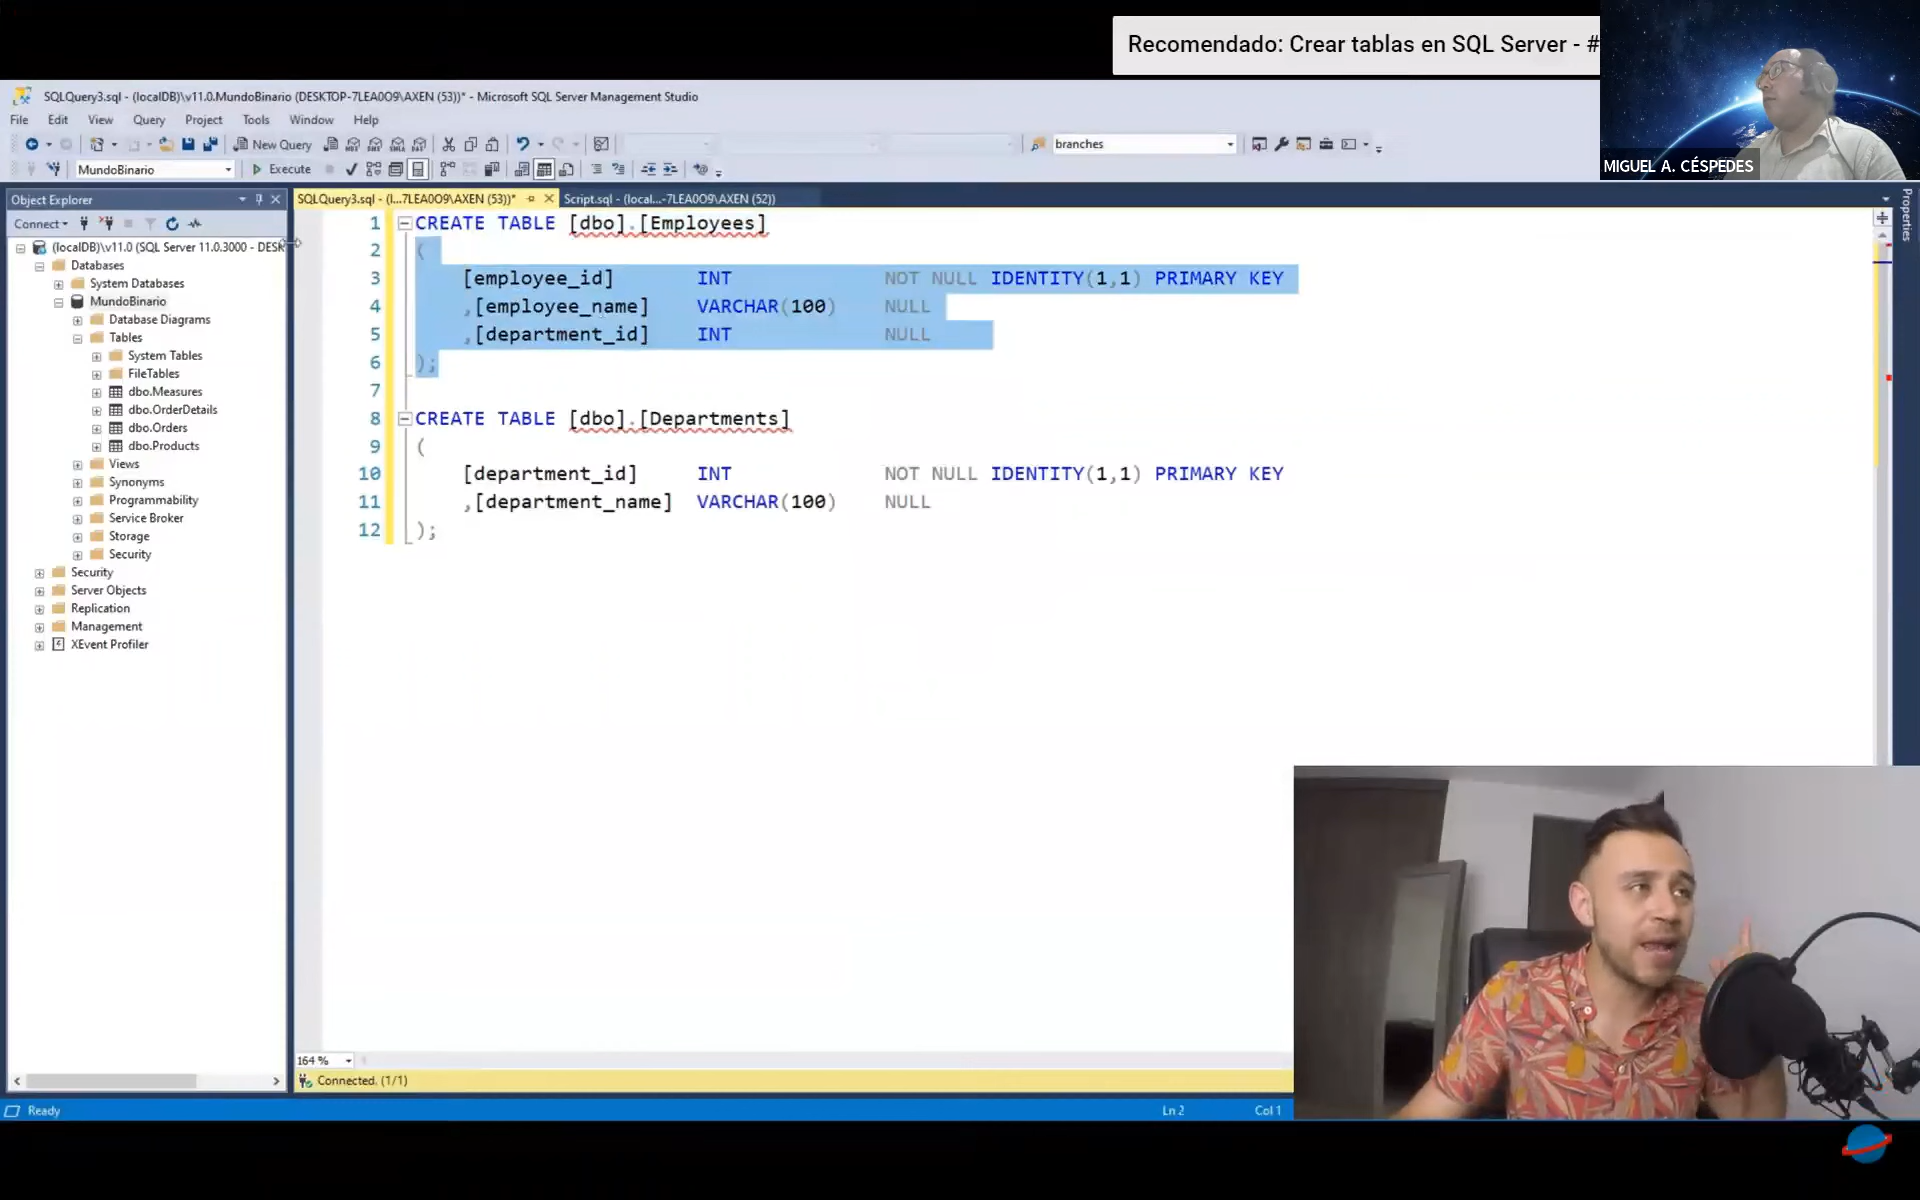 Recomendado: Crear tablas en SQL Server - #
MIGUEL A. CÉSPEDES
SQLQuery3.sql - (localDB)\v11.0.MundoBinario (DESKTOP-7LEA0O9\AXEN (53))* - Microsoft SQL Server Management Studio
File Edit View Query Project Tools Window Help
New Query
branches
MundoBinario
Execute
Object Explorer
SQLQuery3.sql - (l...7LEA0O9\AXEN (53))*
Script.sql - (local...-7LEA0O9\AXEN (52))
Properties
Connect
(localDB)\v11.0 (SQL Server 11.0.3000 - DESK
Databases
System Databases
MundoBinario
Database Diagrams
Tables
System Tables
FileTables
dbo.Measures
dbo.OrderDetails
dbo.Orders
dbo.Products
Views
Synonyms
Programmability
Service Broker
Storage
Security
Security
Server Objects
Replication
Management
XEvent Profiler
1 CREATE TABLE [dbo].[Employees]
2 (
3 [employee_id] INT NOT NULL IDENTITY(1,1) PRIMARY KEY
4 ,[employee_name] VARCHAR(100) NULL
5 ,[department_id] INT NULL
6 );
7
8 CREATE TABLE [dbo].[Departments]
9 (
10 [department_id] INT NOT NULL IDENTITY(1,1) PRIMARY KEY
11 ,[department_name] VARCHAR(100) NULL
12 );
164 %
Connected. (1/1)
Ready
Ln 2
Col 1